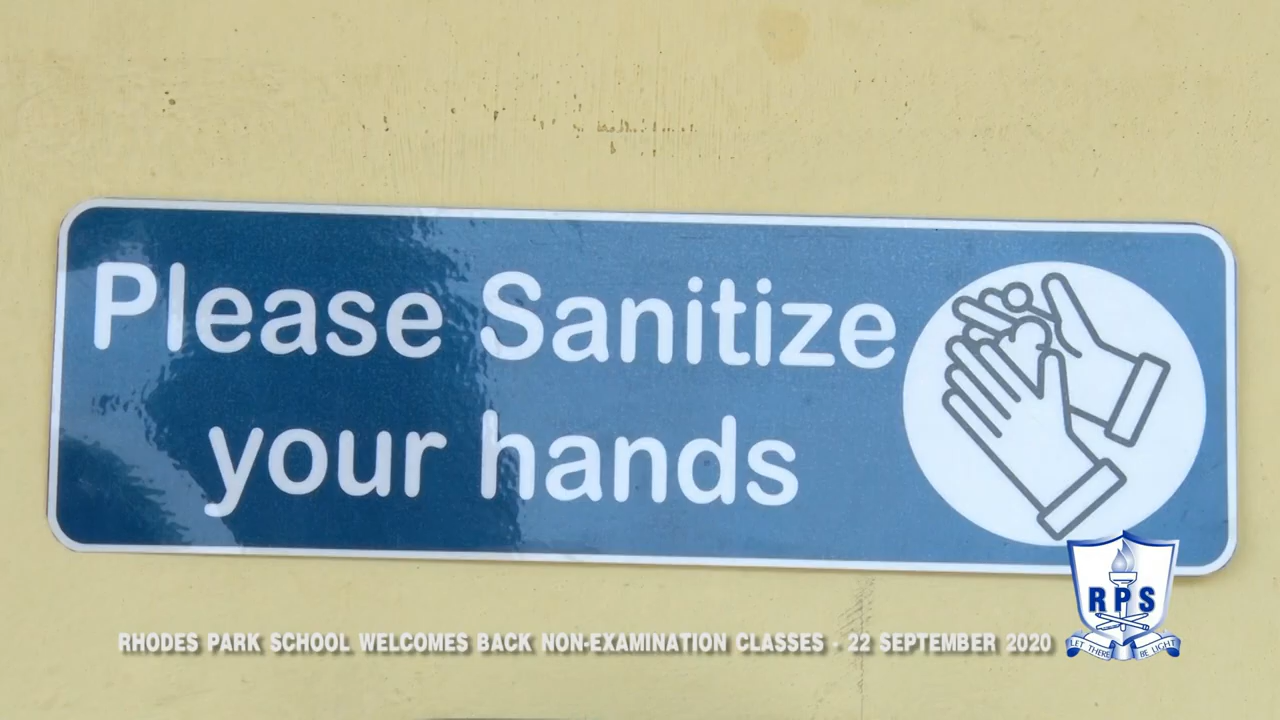 Please Sanitize
your hands
RPS
LET THERE BE LIGHT
RHODES PARK SCHOOL WELCOMES BACK NON-EXAMINATION CLASSES - 22 SEPTEMBER 2020